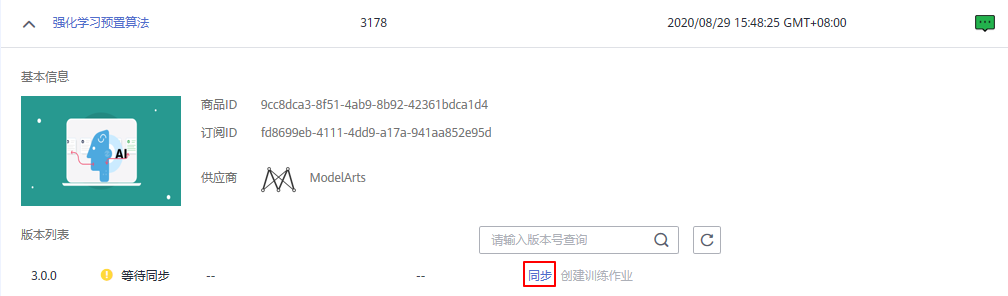 强化学习预置算法 3178 2020/08/29 15:48:25 GMT+08:00
基本信息
AI
商品ID 9cc8dca3-8f51-4ab9-8b92-42361bdca1d4
订阅ID fd8699eb-4111-4dd9-a17a-941aa852e95d
供应商 ModelArts
版本列表 请输入版本号查询
3.0.0 等待同步 -- -- 同步 创建训练作业